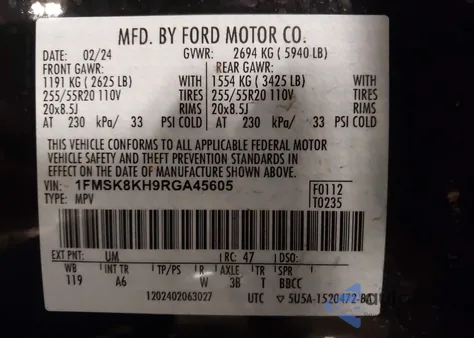 MFD. BY FORD MOTOR CO.
DATE: 02/24 GVWR: 2694 KG ( 5940 LB)
FRONT GAWR: REAR GAWR:
1191 KG ( 2625 LB) WITH 1554 KG ( 3425 LB) WITH
255/55R20 110V TIRES 255/55R20 110V TIRES
20x8.5J RIMS 20x8.5J RIMS
AT 230 kPa/ 33 PSI COLD AT 230 kPa/ 33 PSI COLD
THIS VEHICLE CONFORMS TO ALL APPLICABLE FEDERAL MOTOR
VEHICLE SAFETY AND THEFT PREVENTION STANDARDS IN
EFFECT ON THE DATE OF MANUFACTURE SHOWN ABOVE.
VIN: 1FMSK8KH9RGA45605 F0112
TYPE: MPV T0235
EXT PNT: UM RC: 47 DSO:
WB INT TR TP/PS R AXLE TR SPR
119 A6 W 3B T BBCC
1202402063027 UTC 5U5A-1520472-BA